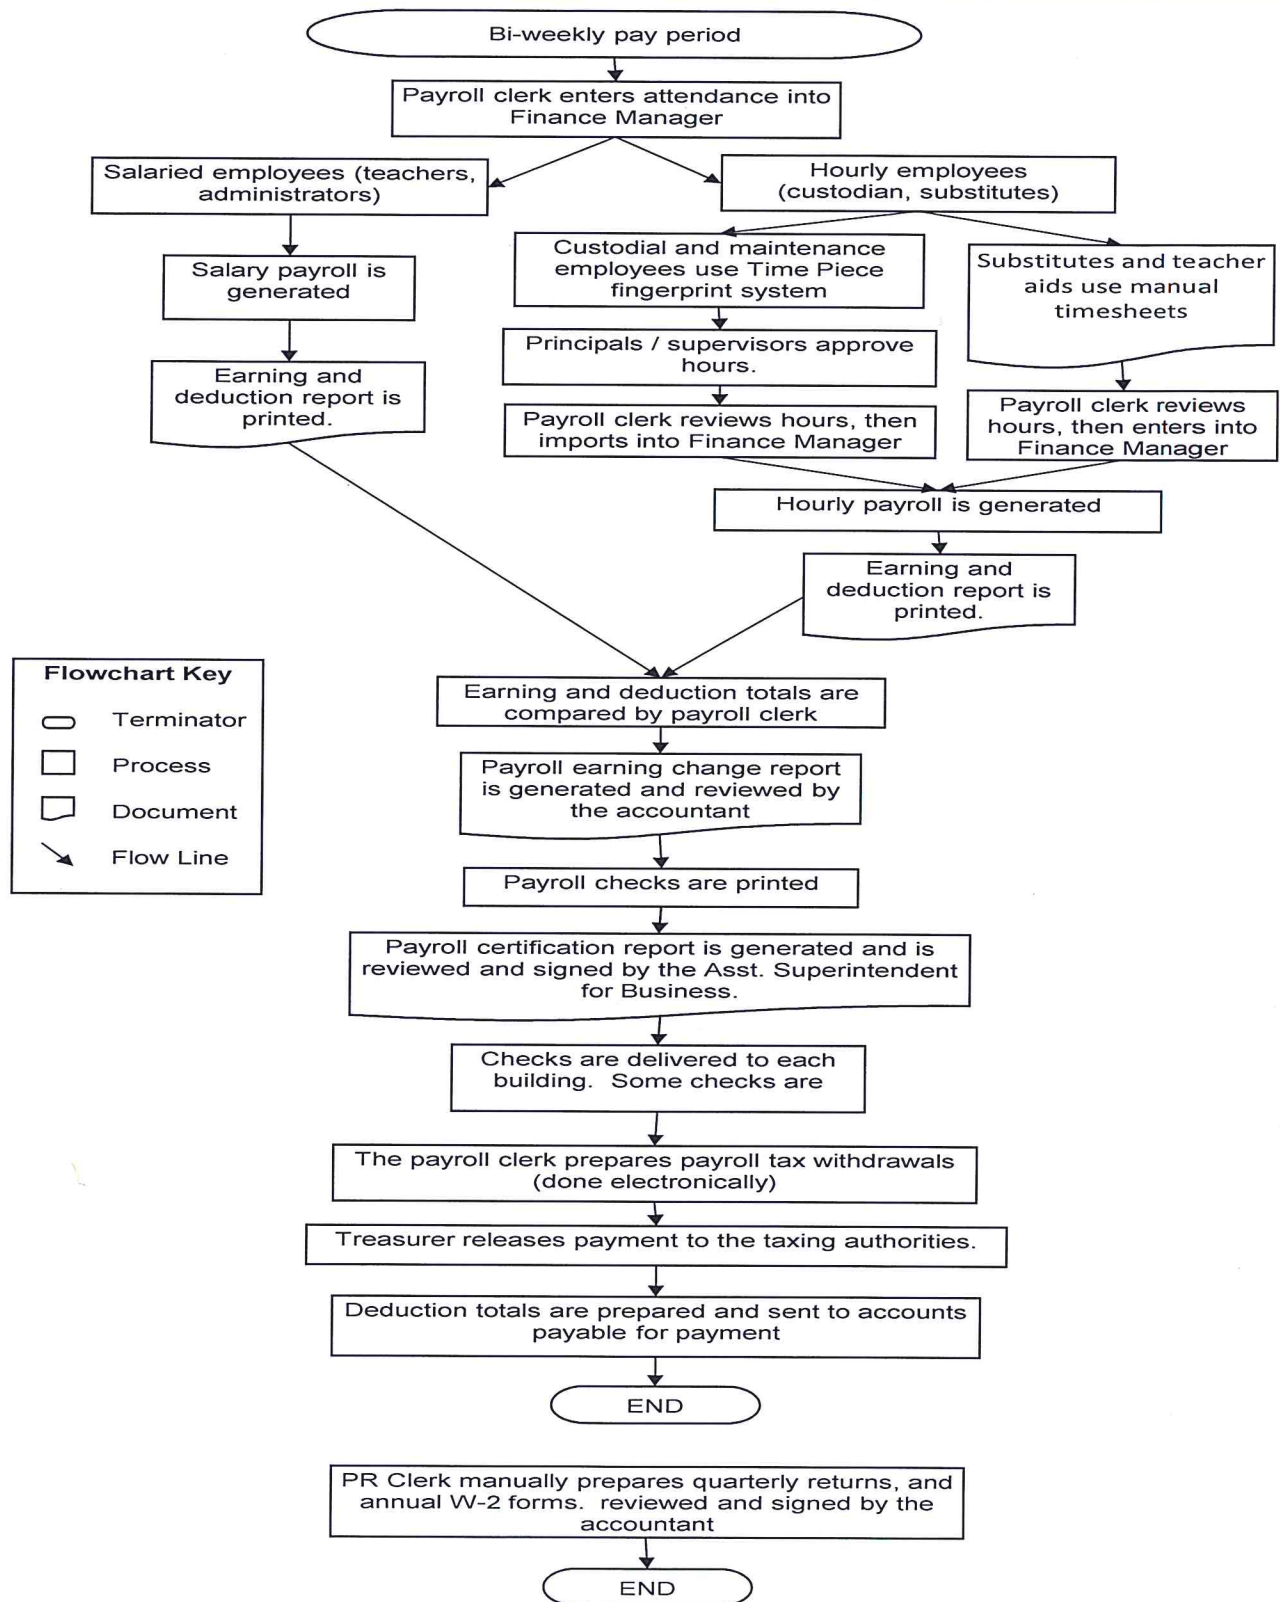 Bi-weekly pay period
Payroll clerk enters attendance into
Finance Manager
Salaried employees (teachers,
administrators)
Hourly employees
(custodian, substitutes)
Salary payroll is
generated
Custodial and maintenance
employees use Time Piece
fingerprint system
Substitutes and teacher
aids use manual
timesheets
Principals / supervisors approve
hours.
Earning and
deduction report is
printed.
Payroll clerk reviews hours, then
imports into Finance Manager
Payroll clerk reviews
hours, then enters into
Finance Manager
Hourly payroll is generated
Earning and
deduction report is
printed.
Flowchart Key
Terminator
Process
Document
Flow Line
Earning and deduction totals are
compared by payroll clerk
Payroll earning change report
is generated and reviewed by
the accountant
Payroll checks are printed
Payroll certification report is generated and is
reviewed and signed by the Asst. Superintendent
for Business.
Checks are delivered to each
building.  Some checks are
The payroll clerk prepares payroll tax withdrawals
(done electronically)
Treasurer releases payment to the taxing authorities.
Deduction totals are prepared and sent to accounts
payable for payment
END
PR Clerk manually prepares quarterly returns, and
annual W-2 forms.  reviewed and signed by the
accountant
END